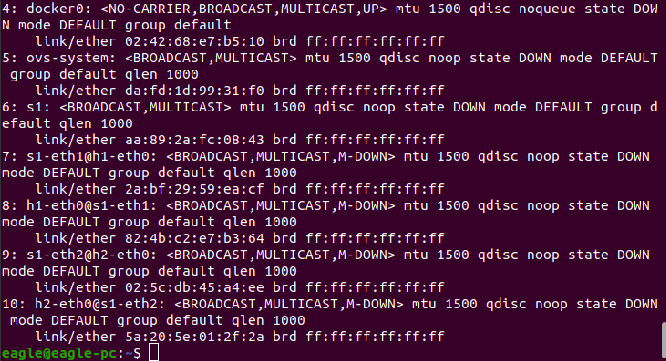 4: docker0: <NO-CARRIER,BROADCAST,MULTICAST,UP> mtu 1500 qdisc noqueue state DOW
N mode DEFAULT group default
    link/ether 02:42:68:e7:b5:10 brd ff:ff:ff:ff:ff:ff
5: ovs-system: <BROADCAST,MULTICAST> mtu 1500 qdisc noop state DOWN mode DEFAULT
 group default qlen 1000
    link/ether da:fd:1d:99:31:f0 brd ff:ff:ff:ff:ff:ff
6: s1: <BROADCAST,MULTICAST> mtu 1500 qdisc noop state DOWN mode DEFAULT group d
efault qlen 1000
    link/ether aa:89:2a:fc:08:43 brd ff:ff:ff:ff:ff:ff
7: s1-eth1@h1-eth0: <BROADCAST,MULTICAST,M-DOWN> mtu 1500 qdisc noop state DOWN
mode DEFAULT group default qlen 1000
    link/ether 2a:bf:29:59:ea:cf brd ff:ff:ff:ff:ff:ff
8: h1-eth0@s1-eth1: <BROADCAST,MULTICAST,M-DOWN> mtu 1500 qdisc noop state DOWN
mode DEFAULT group default qlen 1000
    link/ether 82:4b:c2:e7:b3:64 brd ff:ff:ff:ff:ff:ff
9: s1-eth2@h2-eth0: <BROADCAST,MULTICAST,M-DOWN> mtu 1500 qdisc noop state DOWN
mode DEFAULT group default qlen 1000
    link/ether 02:5c:db:45:a4:ee brd ff:ff:ff:ff:ff:ff
10: h2-eth0@s1-eth2: <BROADCAST,MULTICAST,M-DOWN> mtu 1500 qdisc noop state DOWN
 mode DEFAULT group default qlen 1000
    link/ether 5a:20:5e:01:2f:2a brd ff:ff:ff:ff:ff:ff
eagle@eagle-pc:~$